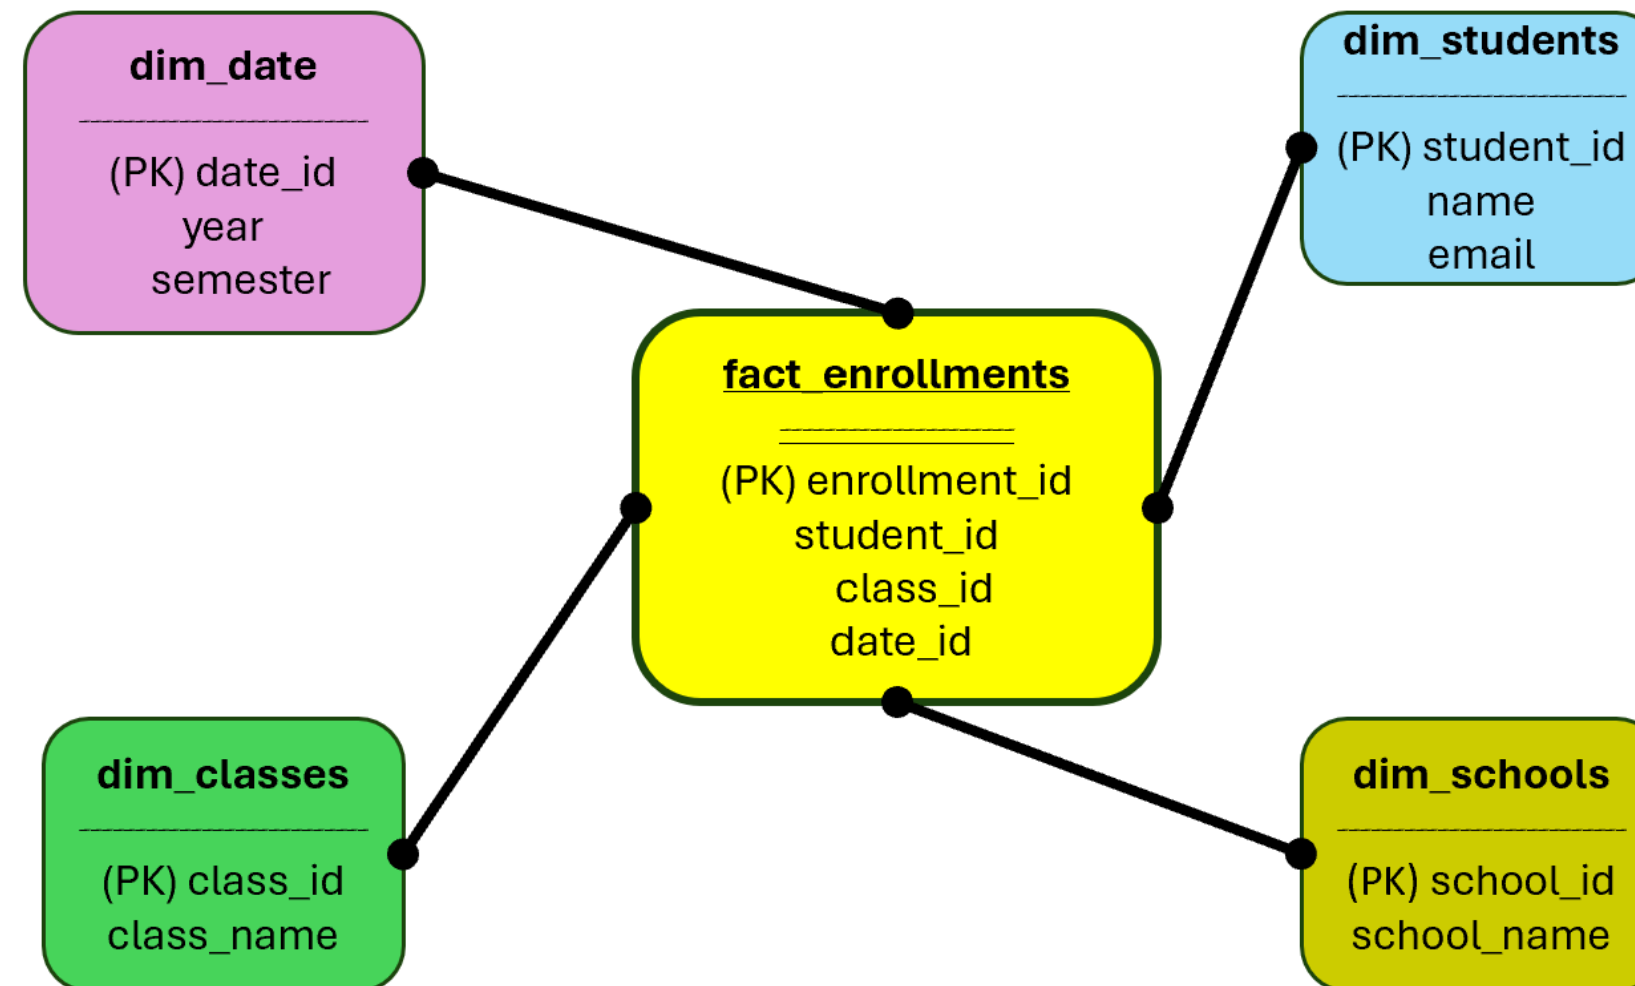 dim_date
(PK) date_id
year
semester
dim_students
(PK) student_id
name
email
fact_enrollments
(PK) enrollment_id
student_id
class_id
date_id
dim_classes
(PK) class_id
class_name
dim_schools
(PK) school_id
school_name